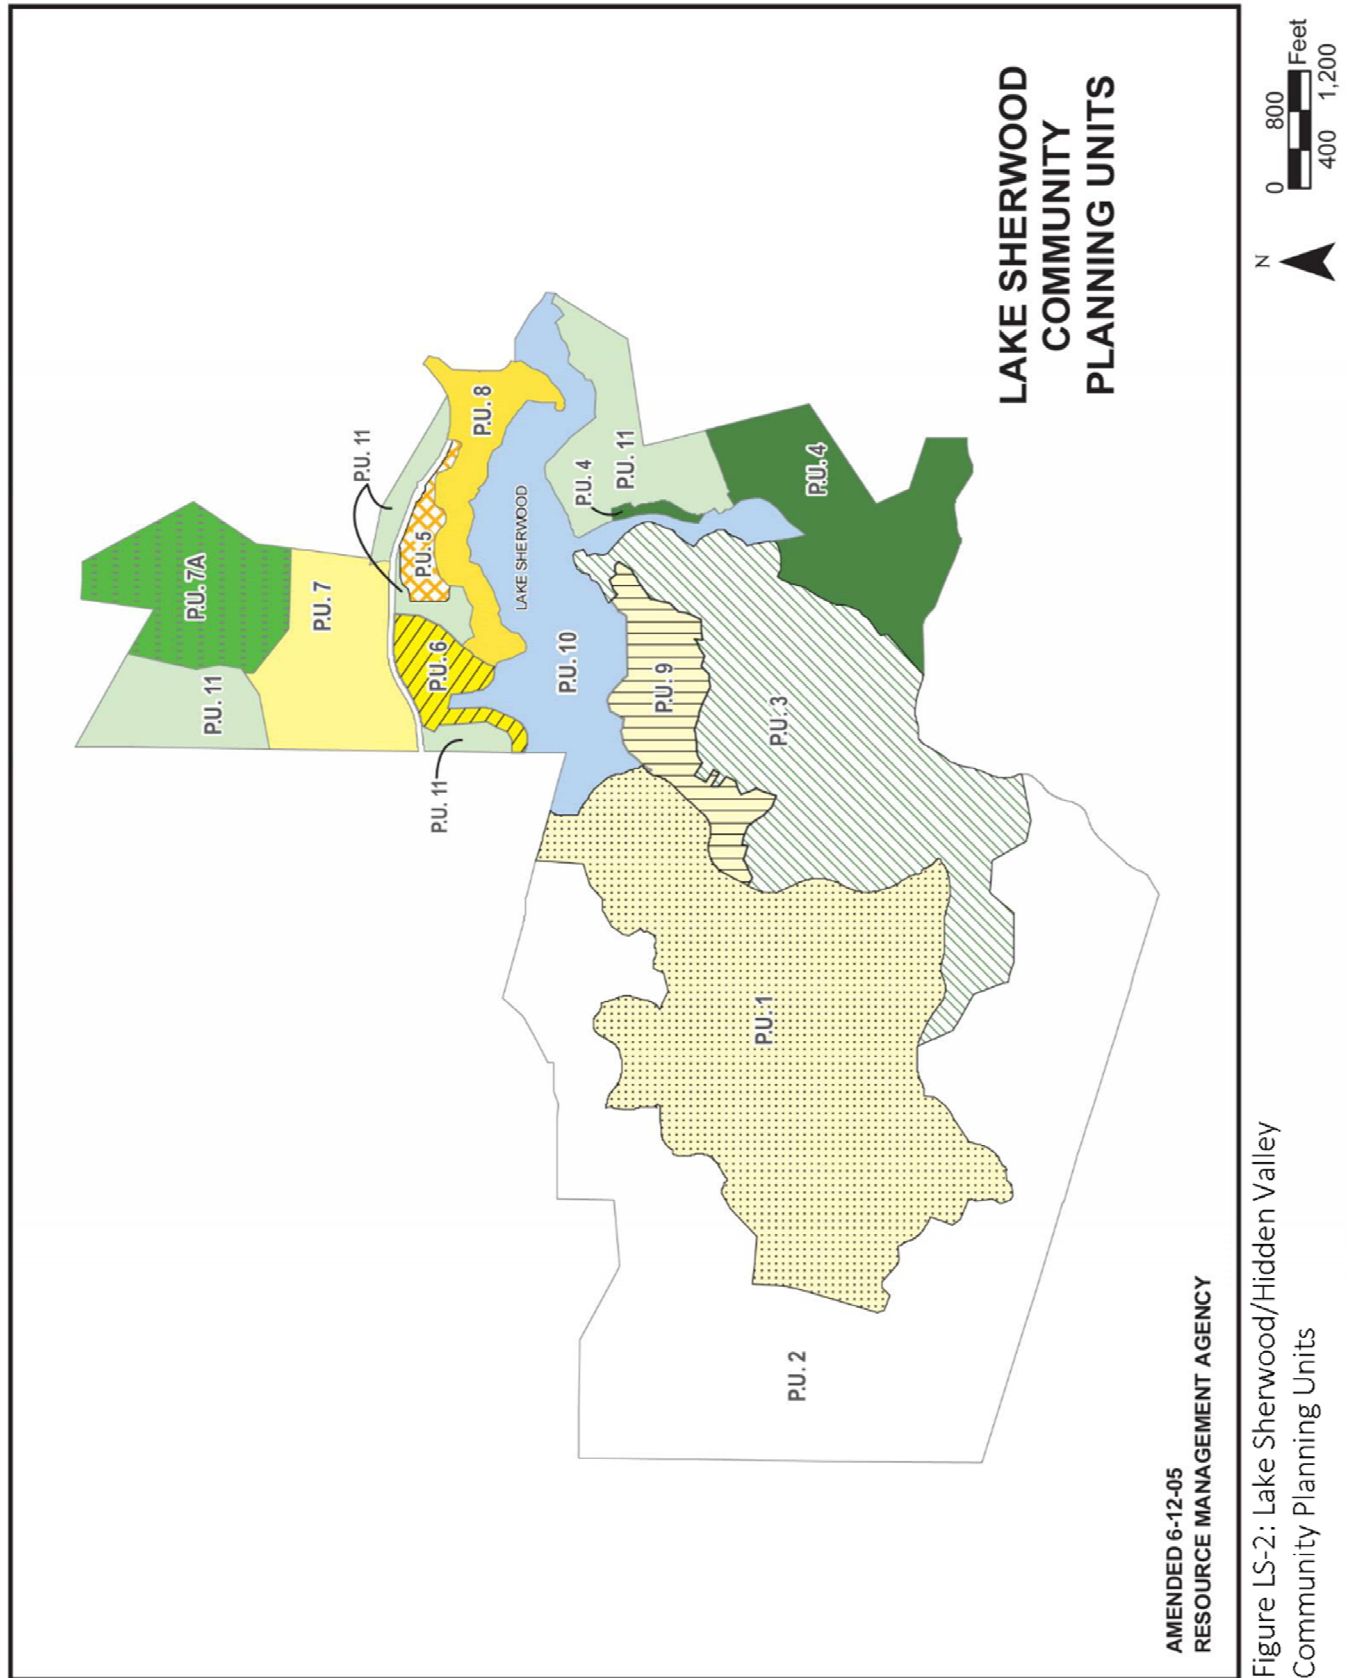 LAKE SHERWOOD
COMMUNITY
PLANNING UNITS
P.U. 7A
P.U. 11
P.U. 7
P.U. 11
P.U. 5
P.U. 8
P.U. 6
P.U. 11
LAKE SHERWOOD
P.U. 10
P.U. 4
P.U. 11
P.U. 4
P.U. 9
P.U. 3
P.U. 1
P.U. 2
AMENDED 6-12-05
RESOURCE MANAGEMENT AGENCY
N
0 800 Feet
400 1,200
Figure LS-2: Lake Sherwood/Hidden Valley
Community Planning Units